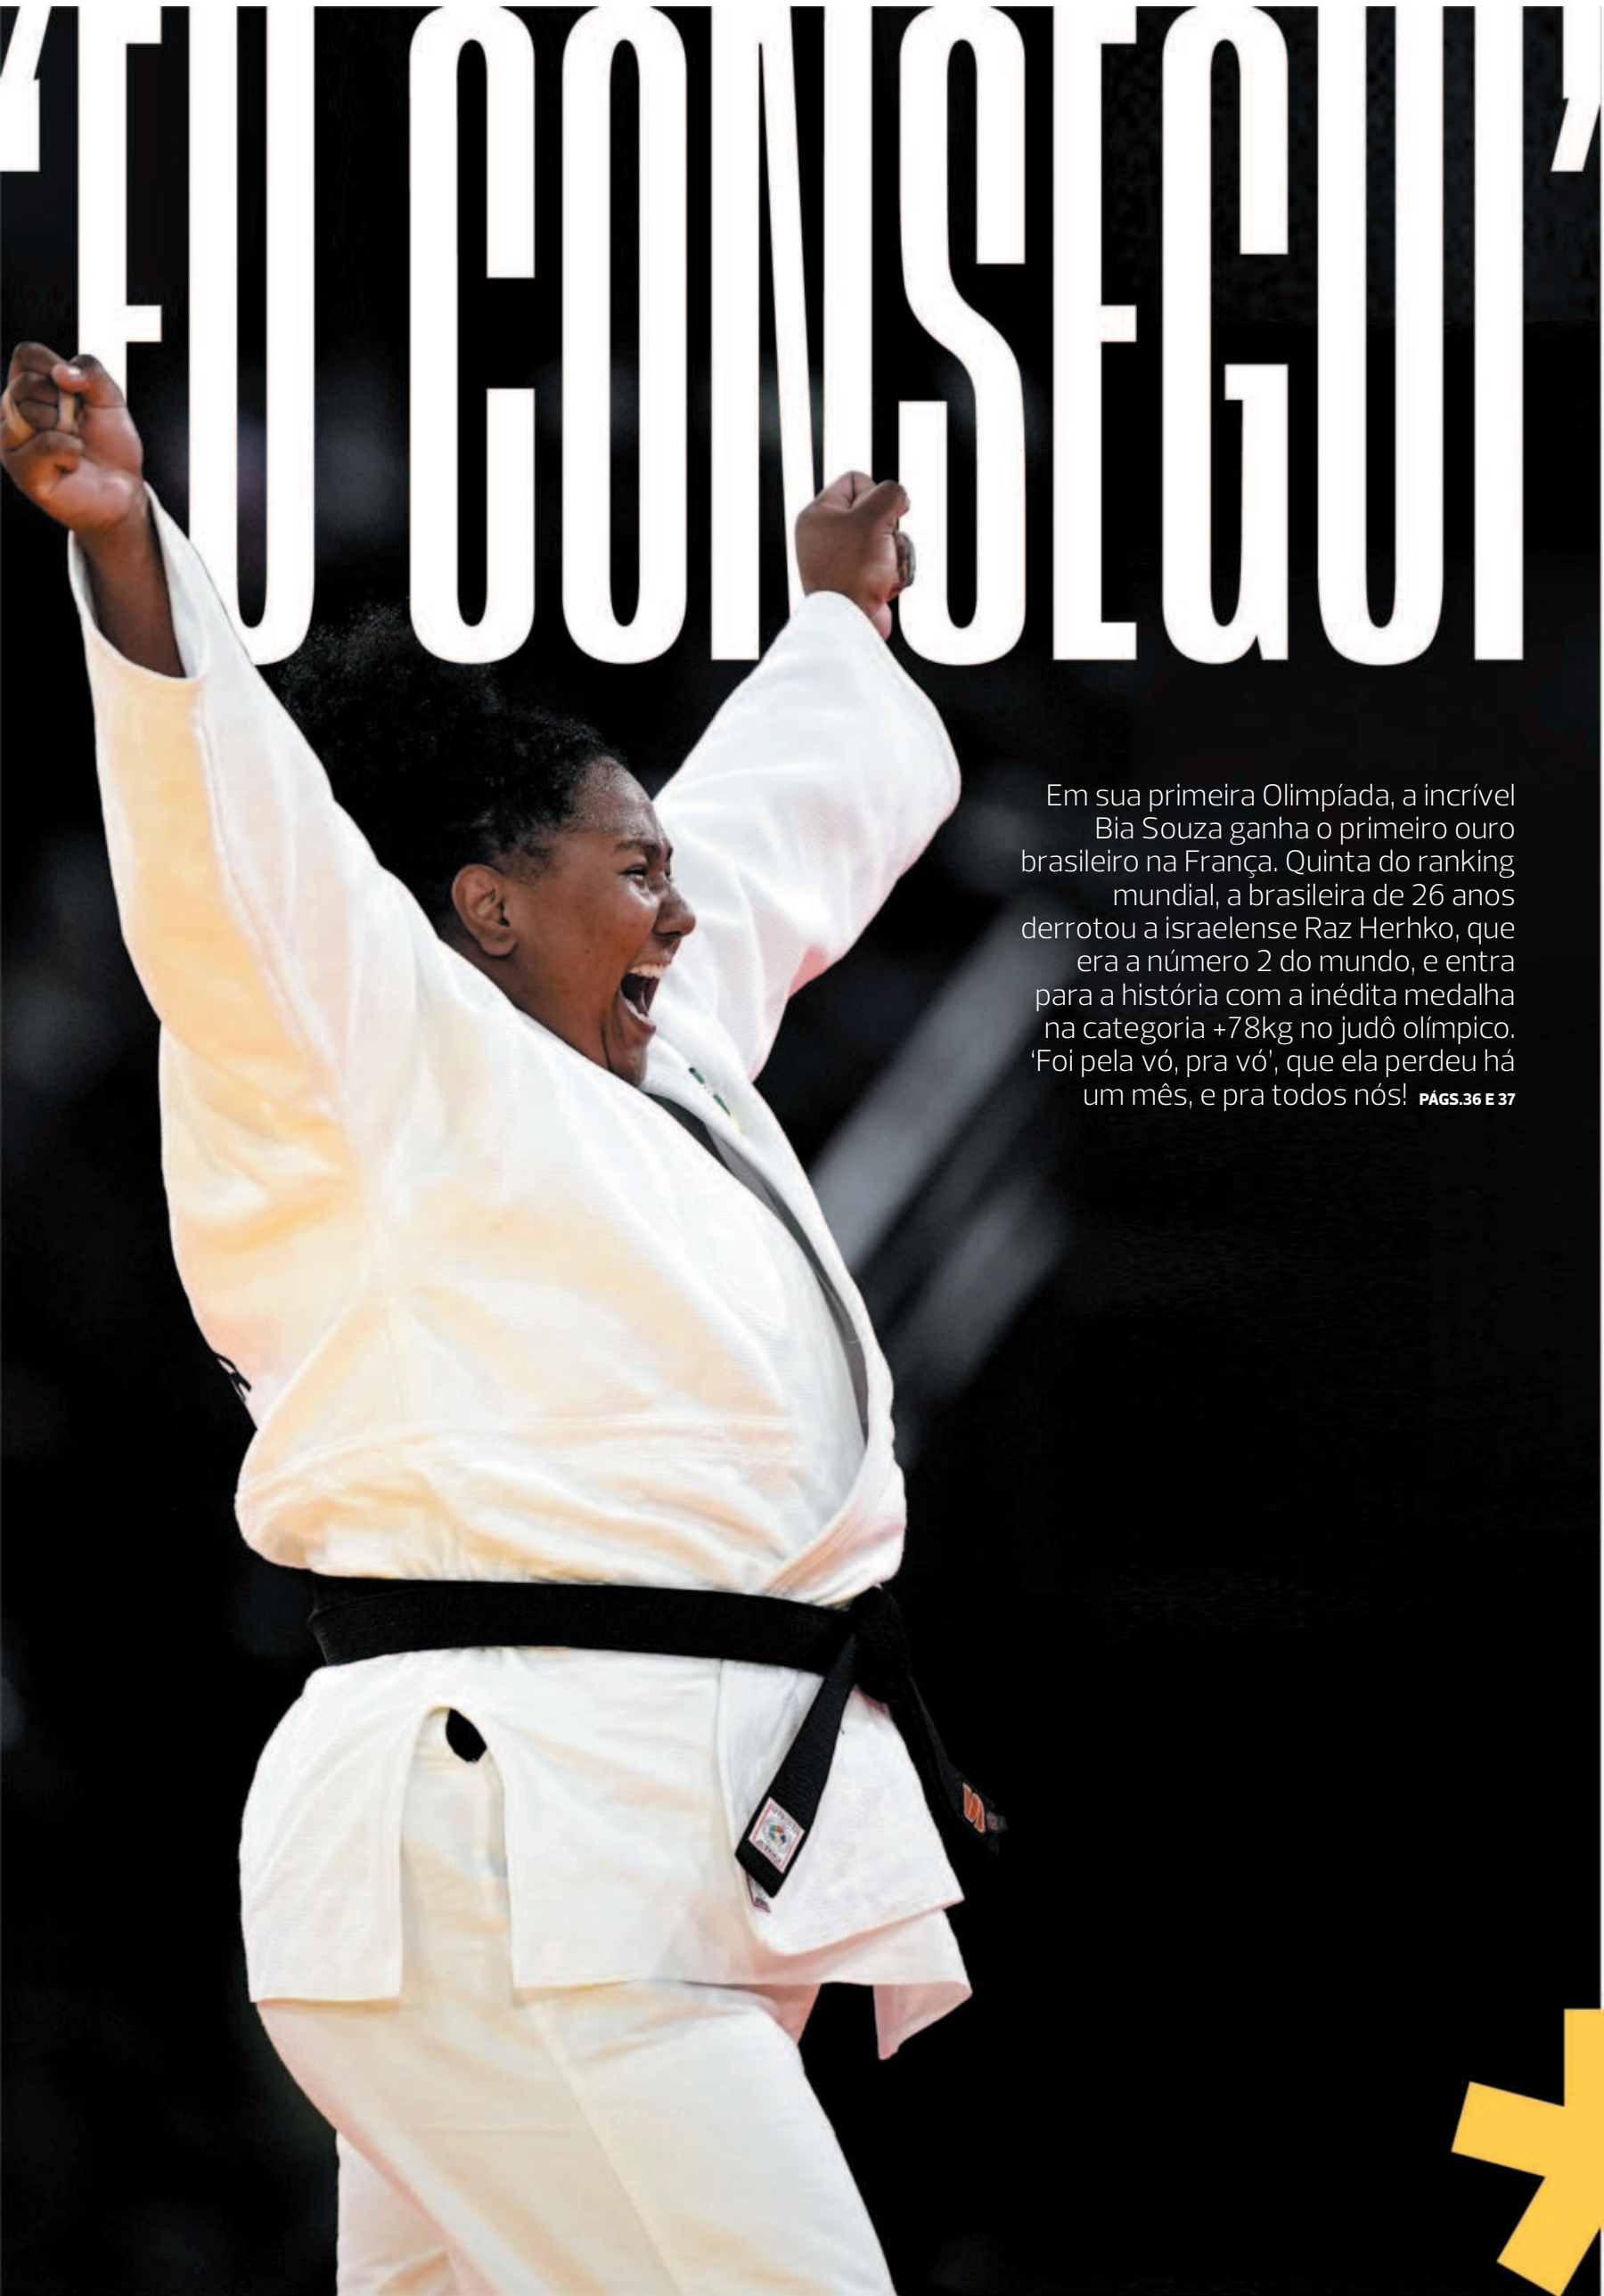 “EU CONSEGUI”
Em sua primeira Olimpíada, a incrível
Bia Souza ganha o primeiro ouro
brasileiro na França. Quinta do ranking
mundial, a brasileira de 26 anos
derrotou a israelense Raz Herhko, que
era a número 2 do mundo, e entra
para a história com a inédita medalha
na categoria +78kg no judô olímpico.
‘Foi pela vó, pra vó’, que ela perdeu há
um mês, e pra todos nós! PÁGS.36 E 37